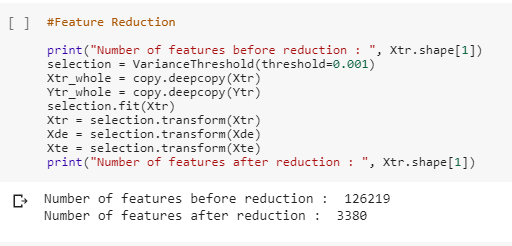 [ ] #Feature Reduction
print("Number of features before reduction : ", Xtr.shape[1])
selection = VarianceThreshold(threshold=0.001)
Xtr_whole = copy.deepcopy(Xtr)
Ytr_whole = copy.deepcopy(Ytr)
selection.fit(Xtr)
Xtr = selection.transform(Xtr)
Xde = selection.transform(Xde)
Xte = selection.transform(Xte)
print("Number of features after reduction : ", Xtr.shape[1])
Number of features before reduction :  126219
Number of features after reduction :  3380